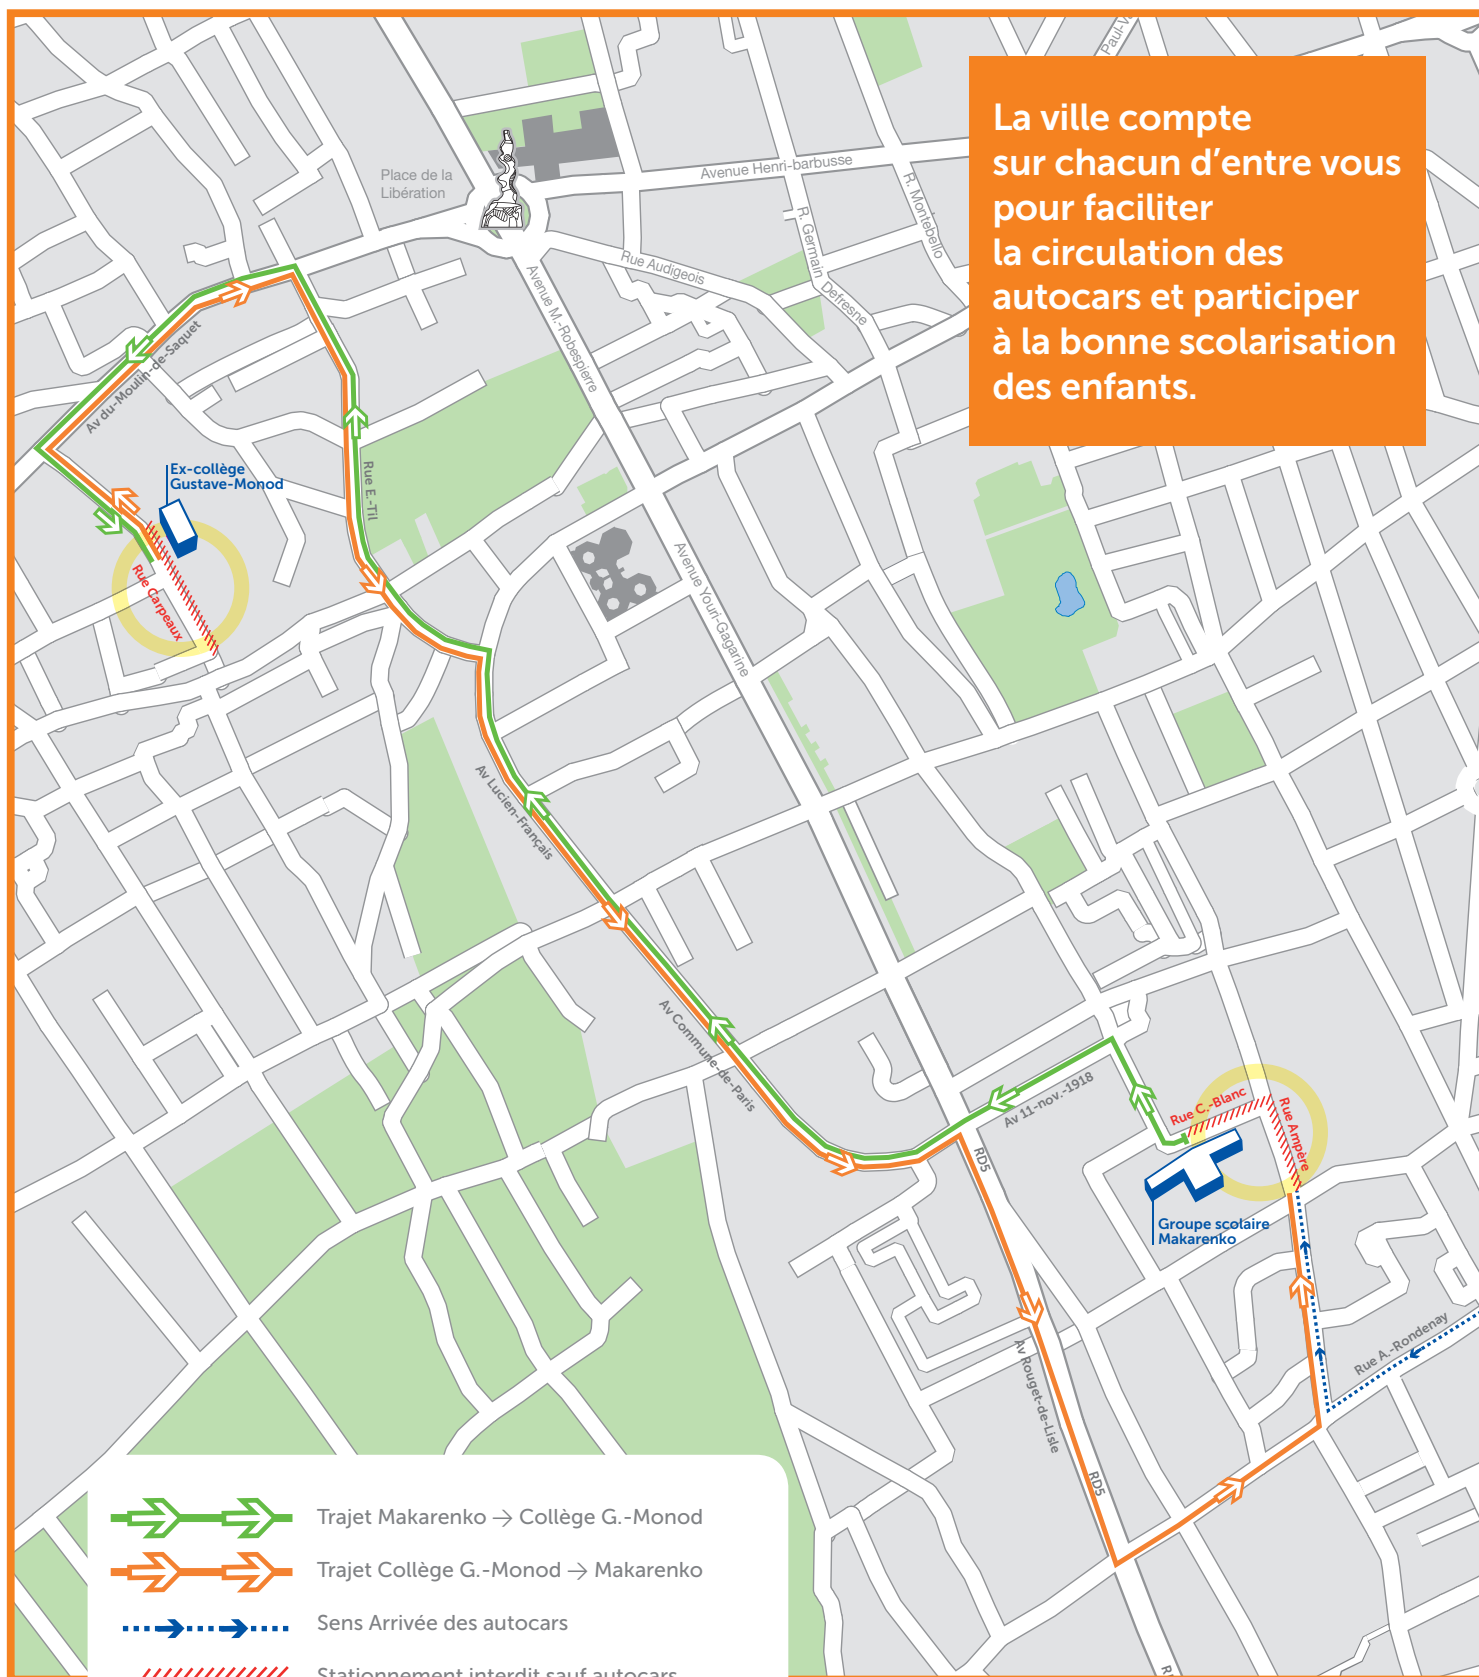 La ville compte
sur chacun d’entre vous
pour faciliter
la circulation des
autocars et participer
à la bonne scolarisation
des enfants.
Place de la
Libération
Avenue Henri-barbusse
R. Montebello
R. Germain Defresne
Rue Audigeois
Avenue M.-Robespierre
Av du-Moulin-de-Saquet
Ex-collège
Gustave-Monod
Rue E.-Til
Rue Carpeaux
Avenue Youri-Gagarine
Av Lucien-Français
Av Commune-de-Paris
Av 11-nov.-1918
Rue C.-Blanc
Rue Ampère
RD5
Groupe scolaire
Makarenko
Rue A.-Rondenay
Av Rouget-de-Lisle
RD5
Trajet Makarenko → Collège G.-Monod
Trajet Collège G.-Monod → Makarenko
Sens Arrivée des autocars
Stationnement interdit sauf autocars